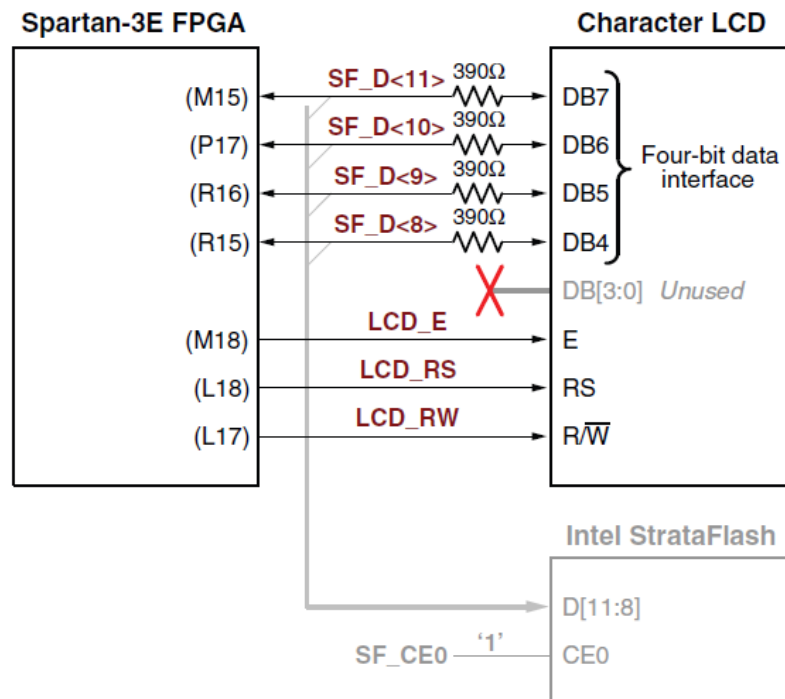 Spartan-3E FPGA
Character LCD
(M15) SF_D<11> 390Ω DB7
(P17) SF_D<10> 390Ω DB6
(R16) SF_D<9> 390Ω DB5
(R15) SF_D<8> 390Ω DB4
Four-bit data
interface
DB[3:0] Unused
(M18) LCD_E E
(L18) LCD_RS RS
(L17) LCD_RW R/W̅
Intel StrataFlash
D[11:8]
SF_CE0 '1' CE0